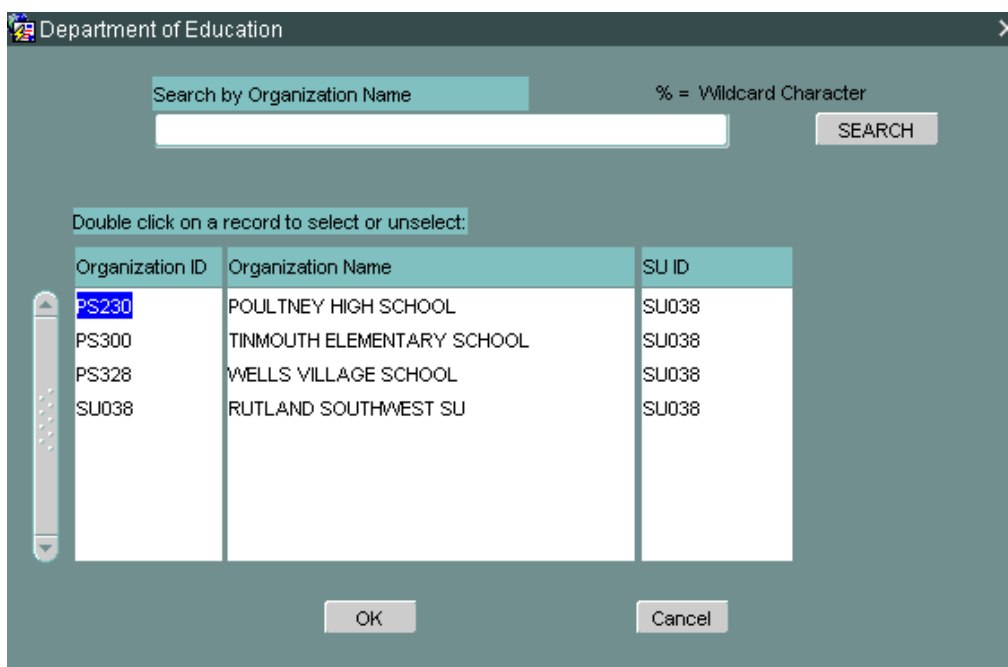 Department of Education
Search by Organization Name % = Wildcard Character
SEARCH
Double click on a record to select or unselect:
Organization ID Organization Name SU ID
PS230 POULTNEY HIGH SCHOOL SU038
PS300 TINMOUTH ELEMENTARY SCHOOL SU038
PS328 WELLS VILLAGE SCHOOL SU038
SU038 RUTLAND SOUTHWEST SU SU038
OK Cancel